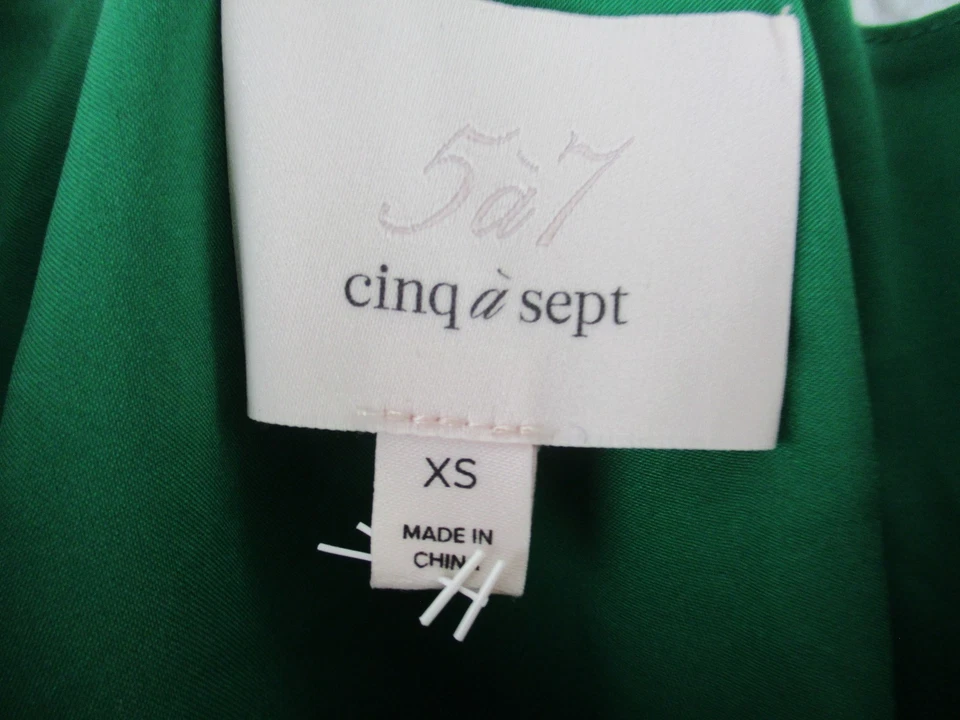 5à7
cinq à sept
XS
MADE IN
CHINA